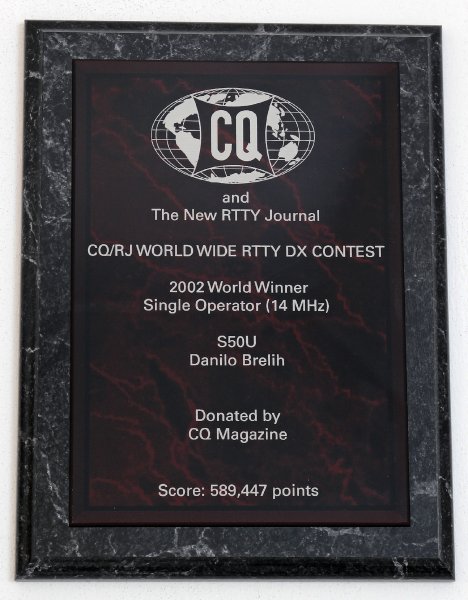 CQ
and
The New RTTY Journal
CQ/RJ WORLD WIDE RTTY DX CONTEST
2002 World Winner
Single Operator (14 MHz)
S50U
Danilo Brelih
Donated by
CQ Magazine
Score: 589,447 points